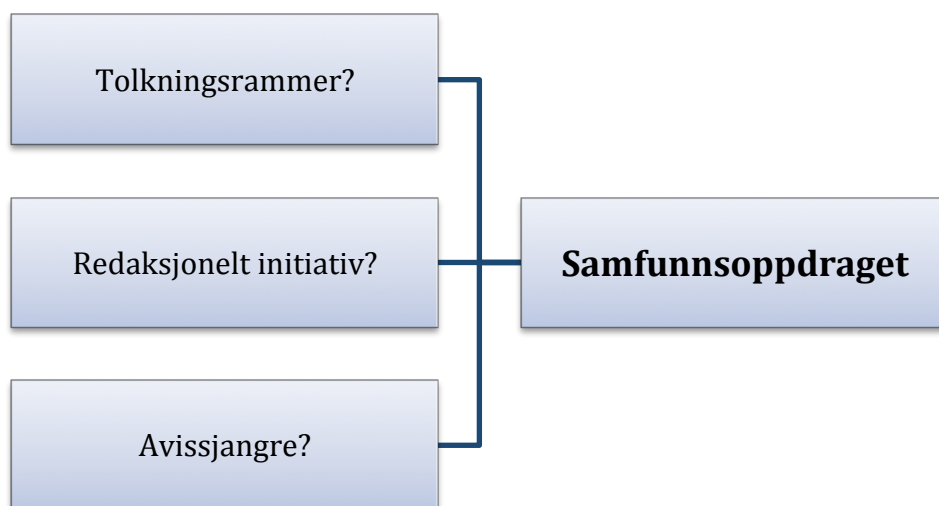 Tolkningsrammer?
Redaksjonelt initiativ?
Samfunnsoppdraget
Avissjangre?